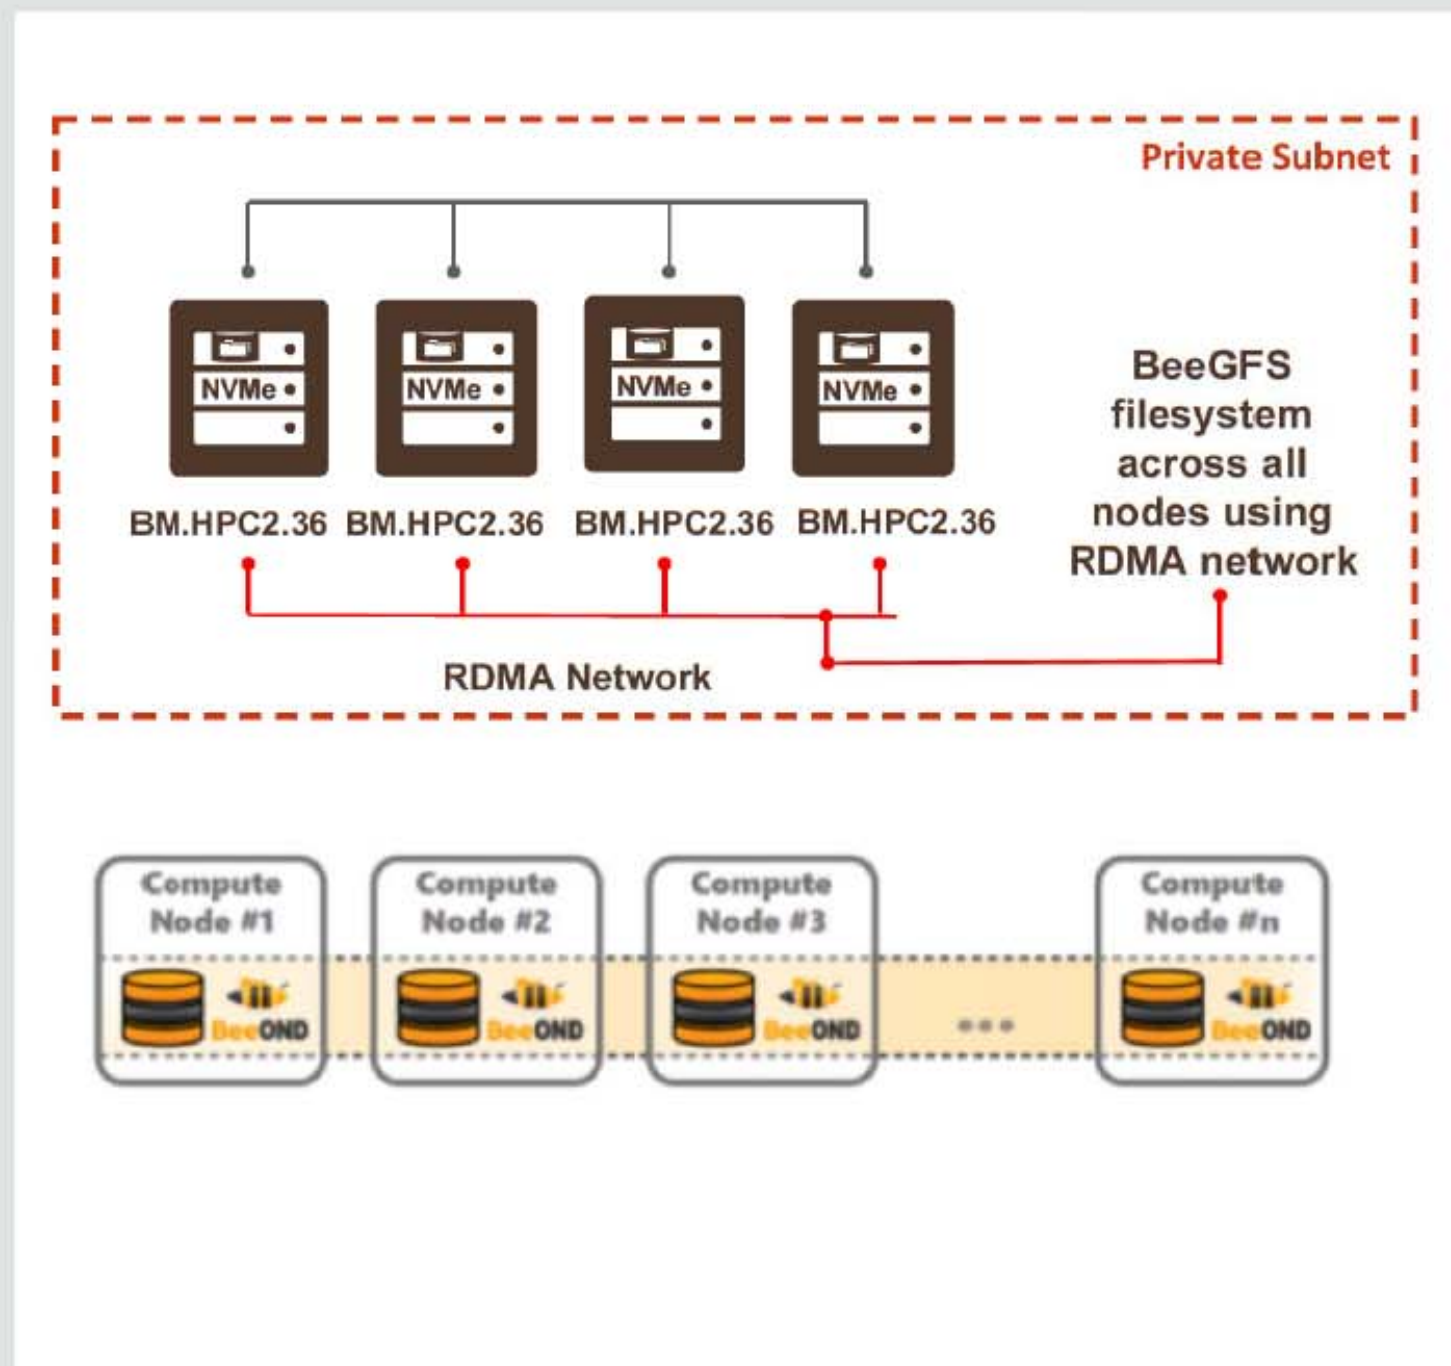 Private Subnet
NVMe NVMe NVMe NVMe
BM.HPC2.36 BM.HPC2.36 BM.HPC2.36 BM.HPC2.36
BeeGFS
filesystem
across all
nodes using
RDMA network
RDMA Network
Compute
Node #1
BeeOND
Compute
Node #2
BeeOND
Compute
Node #3
BeeOND
...
Compute
Node #n
BeeOND